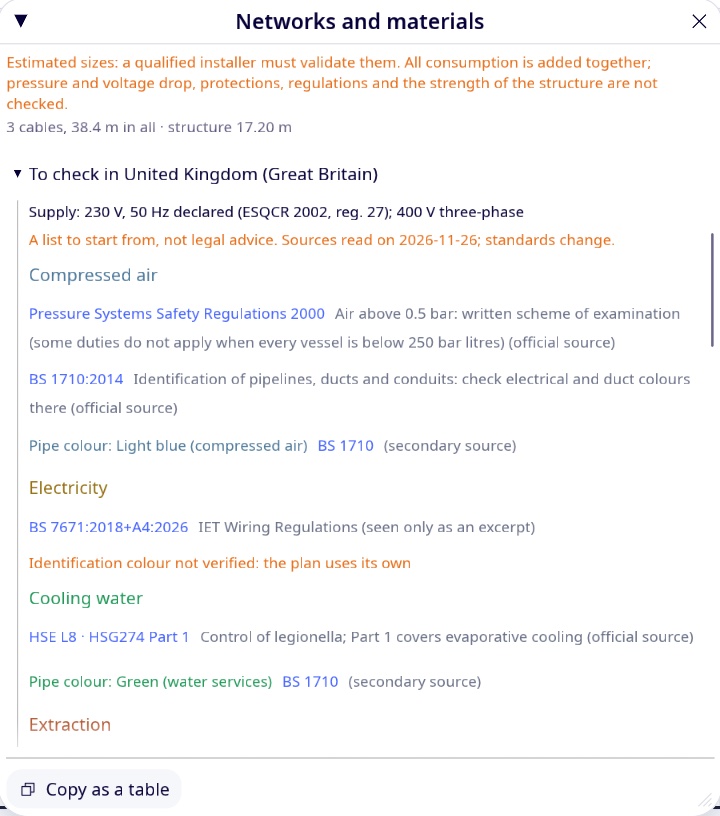 Networks and materials
Estimated sizes: a qualified installer must validate them. All consumption is added together;
pressure and voltage drop, protections, regulations and the strength of the structure are not
checked.
3 cables, 38.4 m in all · structure 17.20 m
To check in United Kingdom (Great Britain)
Supply: 230 V, 50 Hz declared (ESQCR 2002, reg. 27); 400 V three-phase
A list to start from, not legal advice. Sources read on 2026-11-26; standards change.
Compressed air
Pressure Systems Safety Regulations 2000 Air above 0.5 bar: written scheme of examination
(some duties do not apply when every vessel is below 250 bar litres) (official source)
BS 1710:2014 Identification of pipelines, ducts and conduits: check electrical and duct colours
there (official source)
Pipe colour: Light blue (compressed air) BS 1710 (secondary source)
Electricity
BS 7671:2018+A4:2026 IET Wiring Regulations (seen only as an excerpt)
Identification colour not verified: the plan uses its own
Cooling water
HSE L8 · HSG274 Part 1 Control of legionella; Part 1 covers evaporative cooling (official source)
Pipe colour: Green (water services) BS 1710 (secondary source)
Extraction
Copy as a table